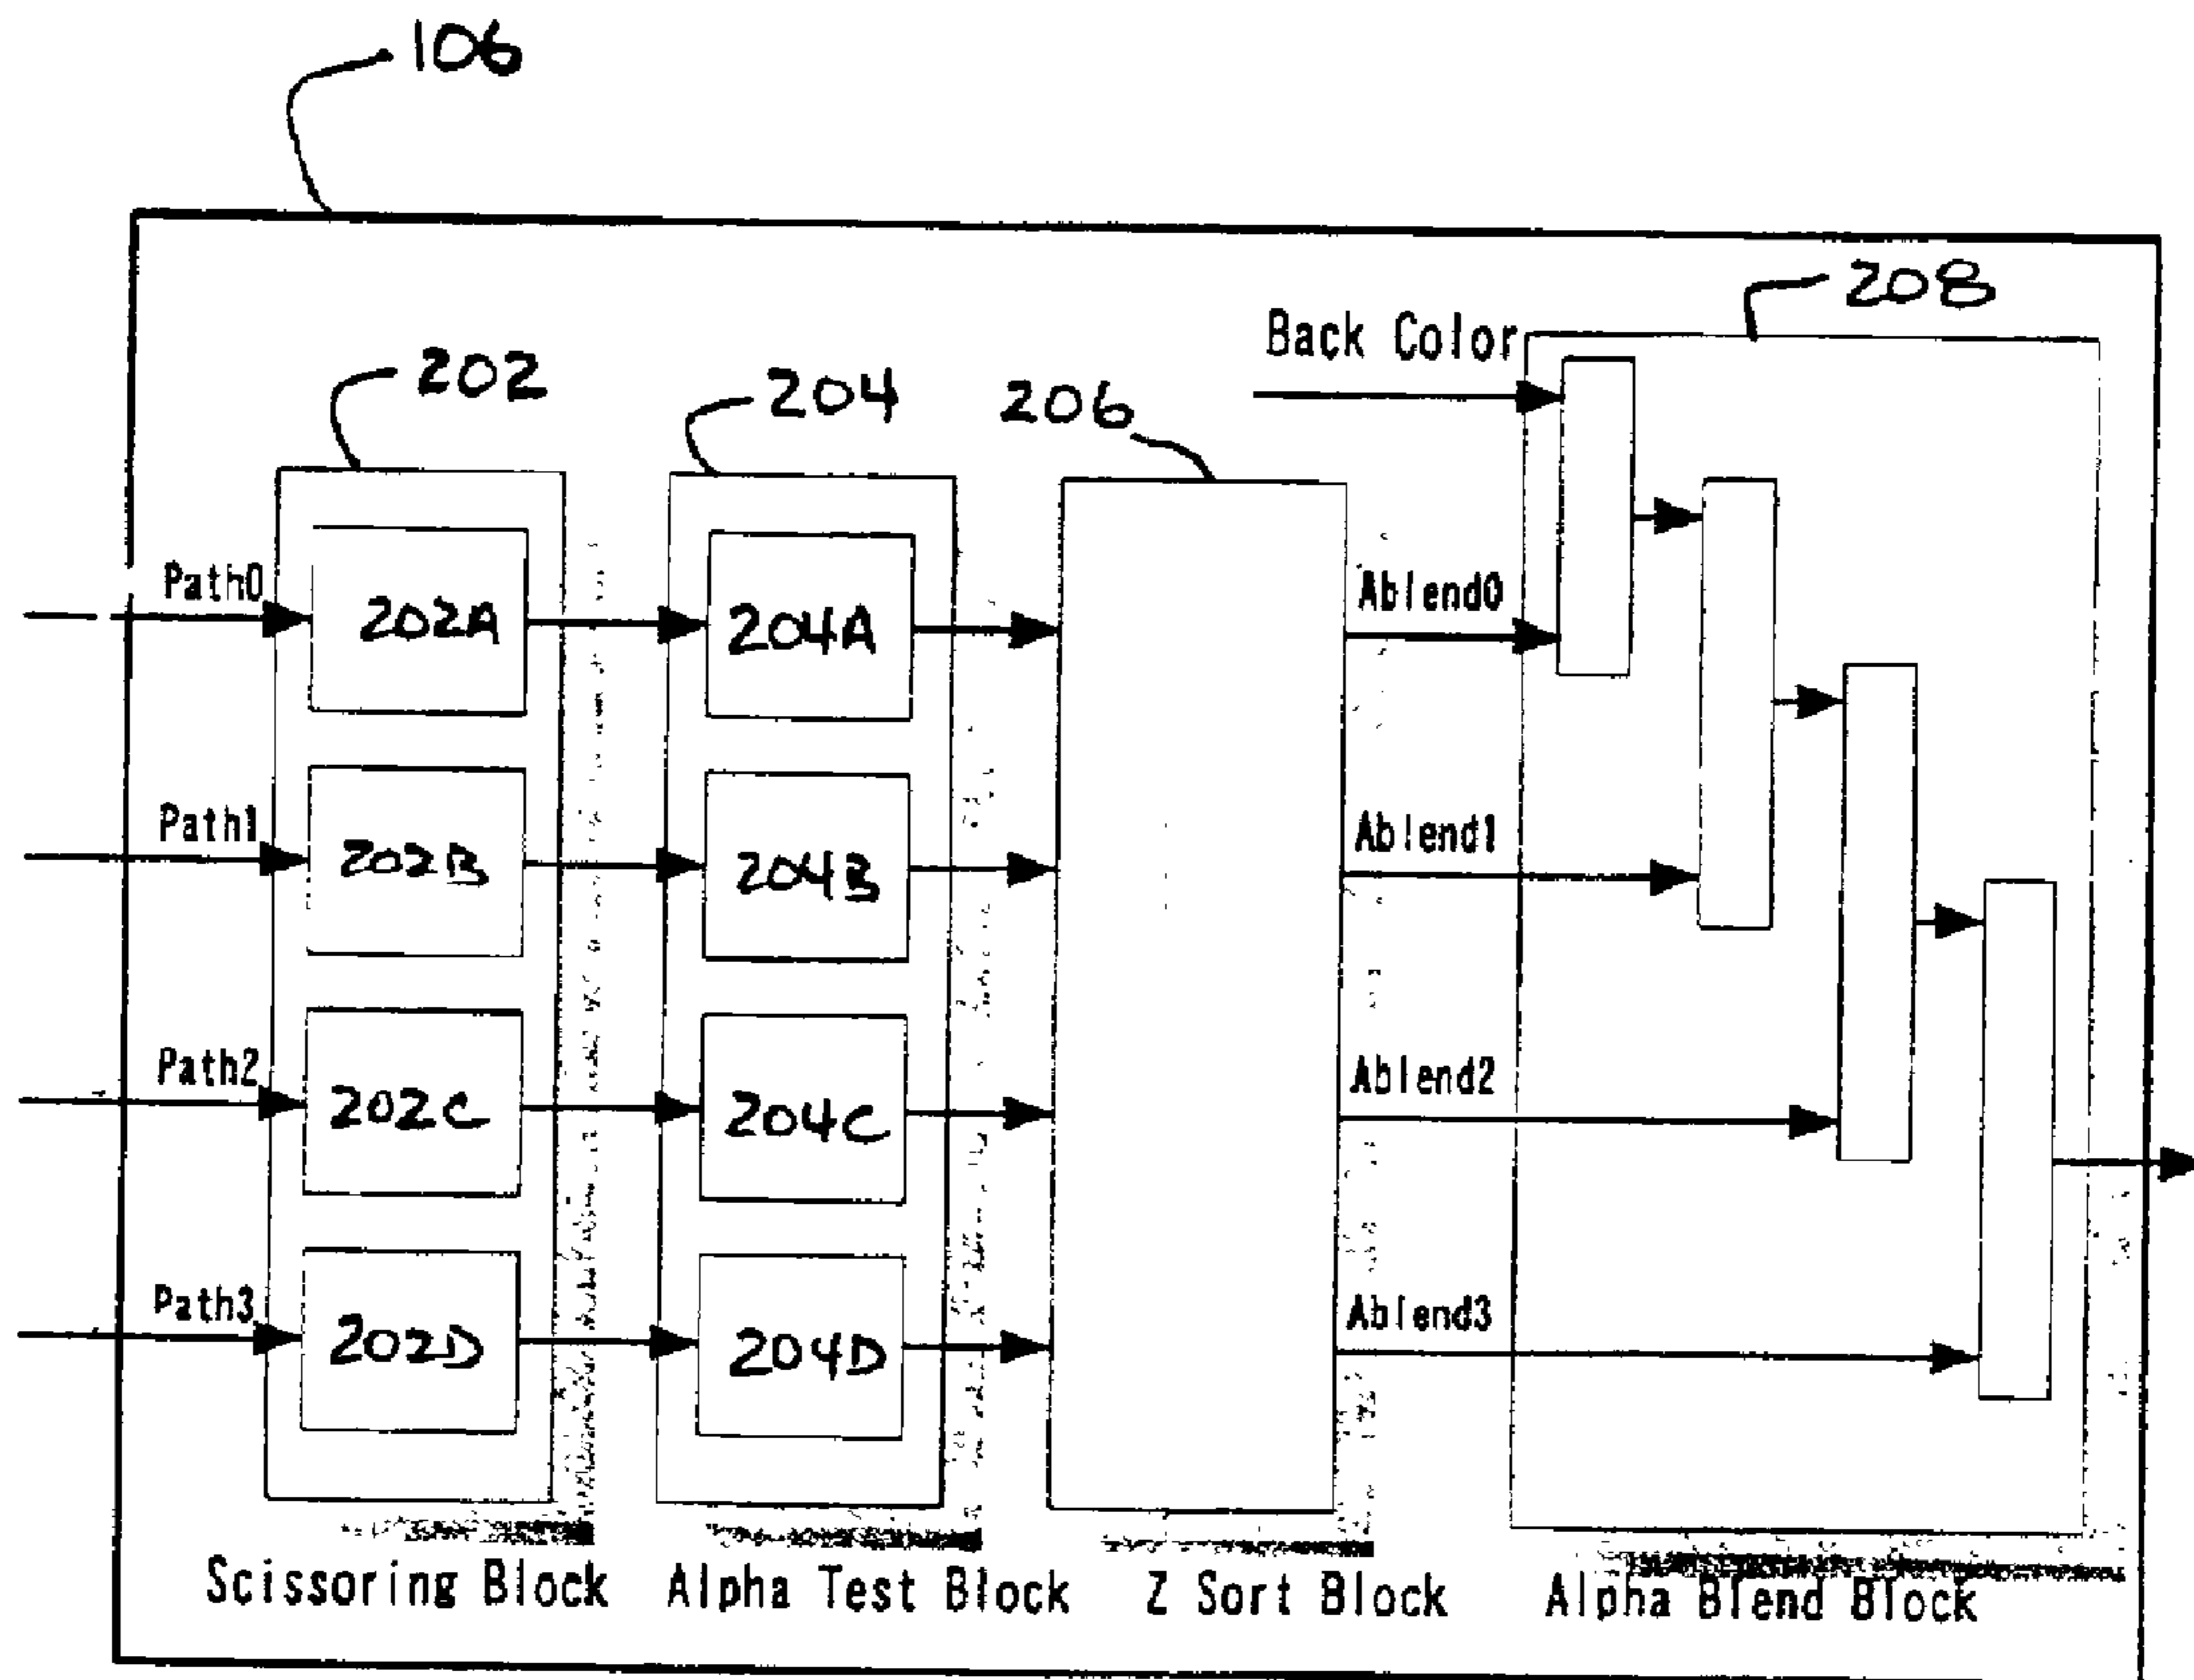 106
208
Back Color
202
204
206
Path0
202A
204A
Ablend0
Path1
202B
204B
Ablend1
Path2
202C
204C
Ablend2
Path3
202D
204D
Ablend3
Scissoring Block
Alpha Test Block
Z Sort Block
Alpha Blend Block